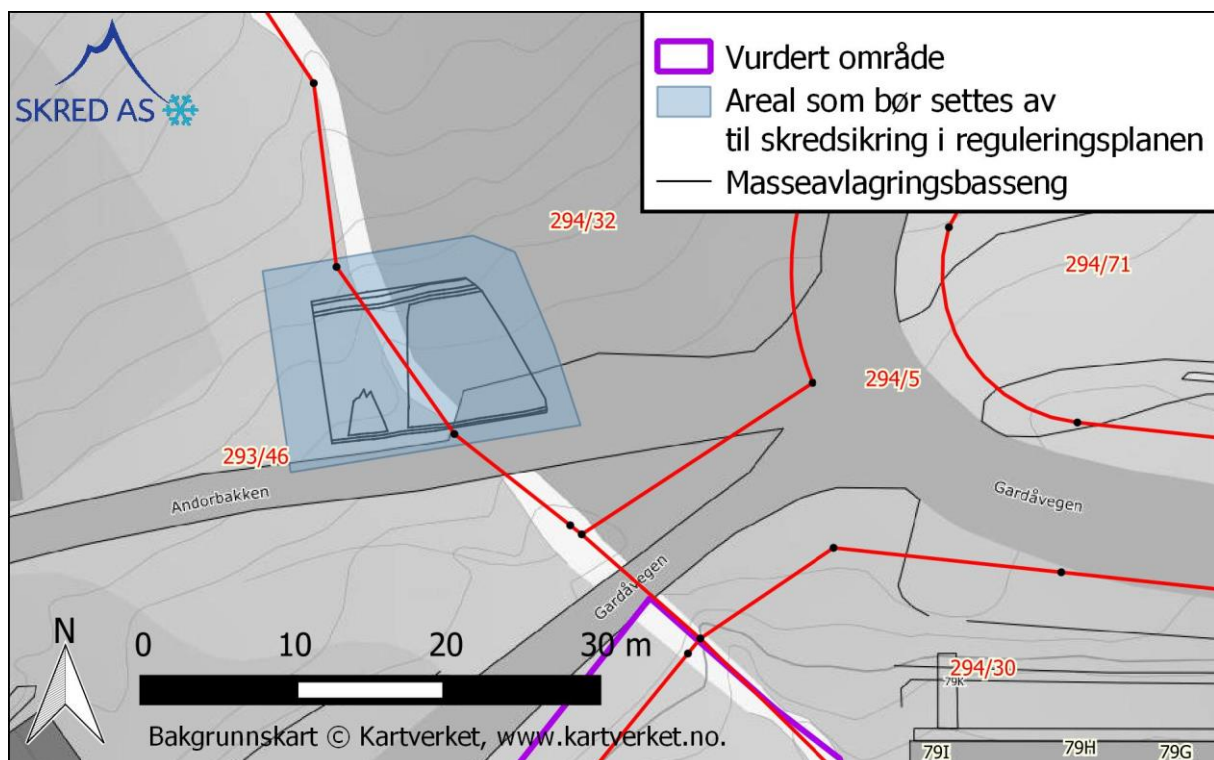 SKRED AS
Vurdert område
Areal som bør settes av
til skredsikring i reguleringsplanen
Masseavlagringsbasseng
294/32
294/71
294/5
293/46
Andorbakken
Gardåvegen
Gardåvegen
N
0 10 20 30 m
294/30
79K
Bakgrunnskart © Kartverket, www.kartverket.no.
79I 79H 79G